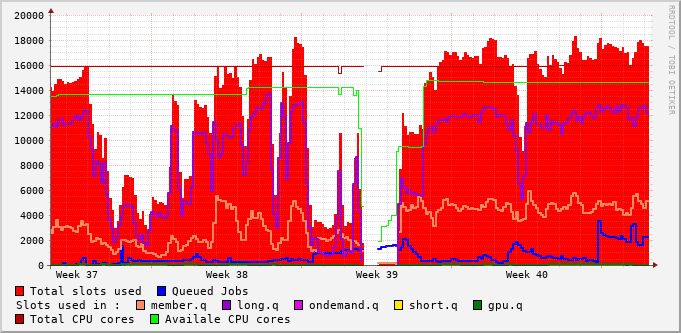 20000
18000
16000
14000
12000
10000
8000
6000
4000
2000
0
Week 37 Week 38 Week 39 Week 40
RRDTOOL / TOBI OETIKER
Total slots used Queued Jobs
Slots used in : member.q long.q ondemand.q short.q gpu.q
Total CPU cores Availale CPU cores